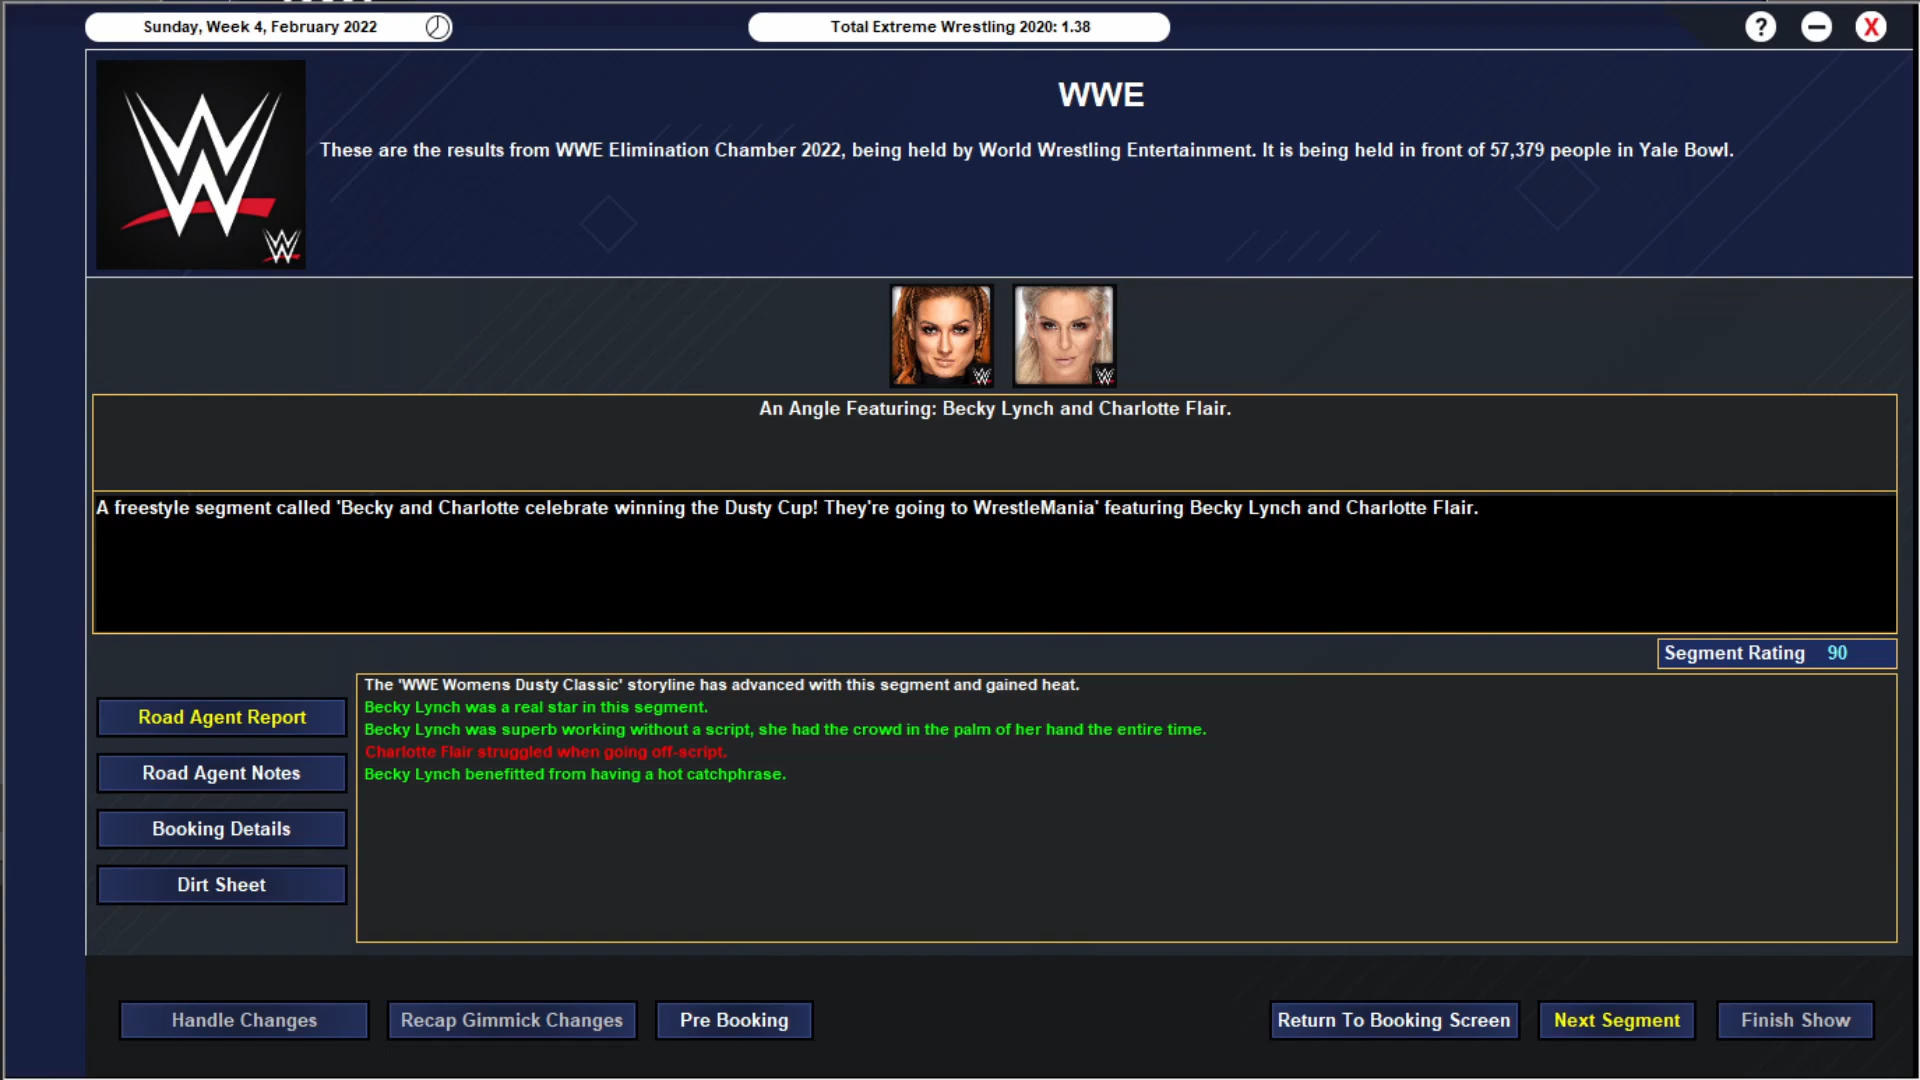 Sunday, Week 4, February 2022
Total Extreme Wrestling 2020: 1.38
?
X
WWE
These are the results from WWE Elimination Chamber 2022, being held by World Wrestling Entertainment. It is being held in front of 57,379 people in Yale Bowl.
An Angle Featuring: Becky Lynch and Charlotte Flair.
A freestyle segment called 'Becky and Charlotte celebrate winning the Dusty Cup! They're going to WrestleMania' featuring Becky Lynch and Charlotte Flair.
Segment Rating 90
The 'WWE Womens Dusty Classic' storyline has advanced with this segment and gained heat.
Becky Lynch was a real star in this segment.
Becky Lynch was superb working without a script, she had the crowd in the palm of her hand the entire time.
Charlotte Flair struggled when going off-script.
Becky Lynch benefitted from having a hot catchphrase.
Road Agent Report
Road Agent Notes
Booking Details
Dirt Sheet
Handle Changes
Recap Gimmick Changes
Pre Booking
Return To Booking Screen
Next Segment
Finish Show